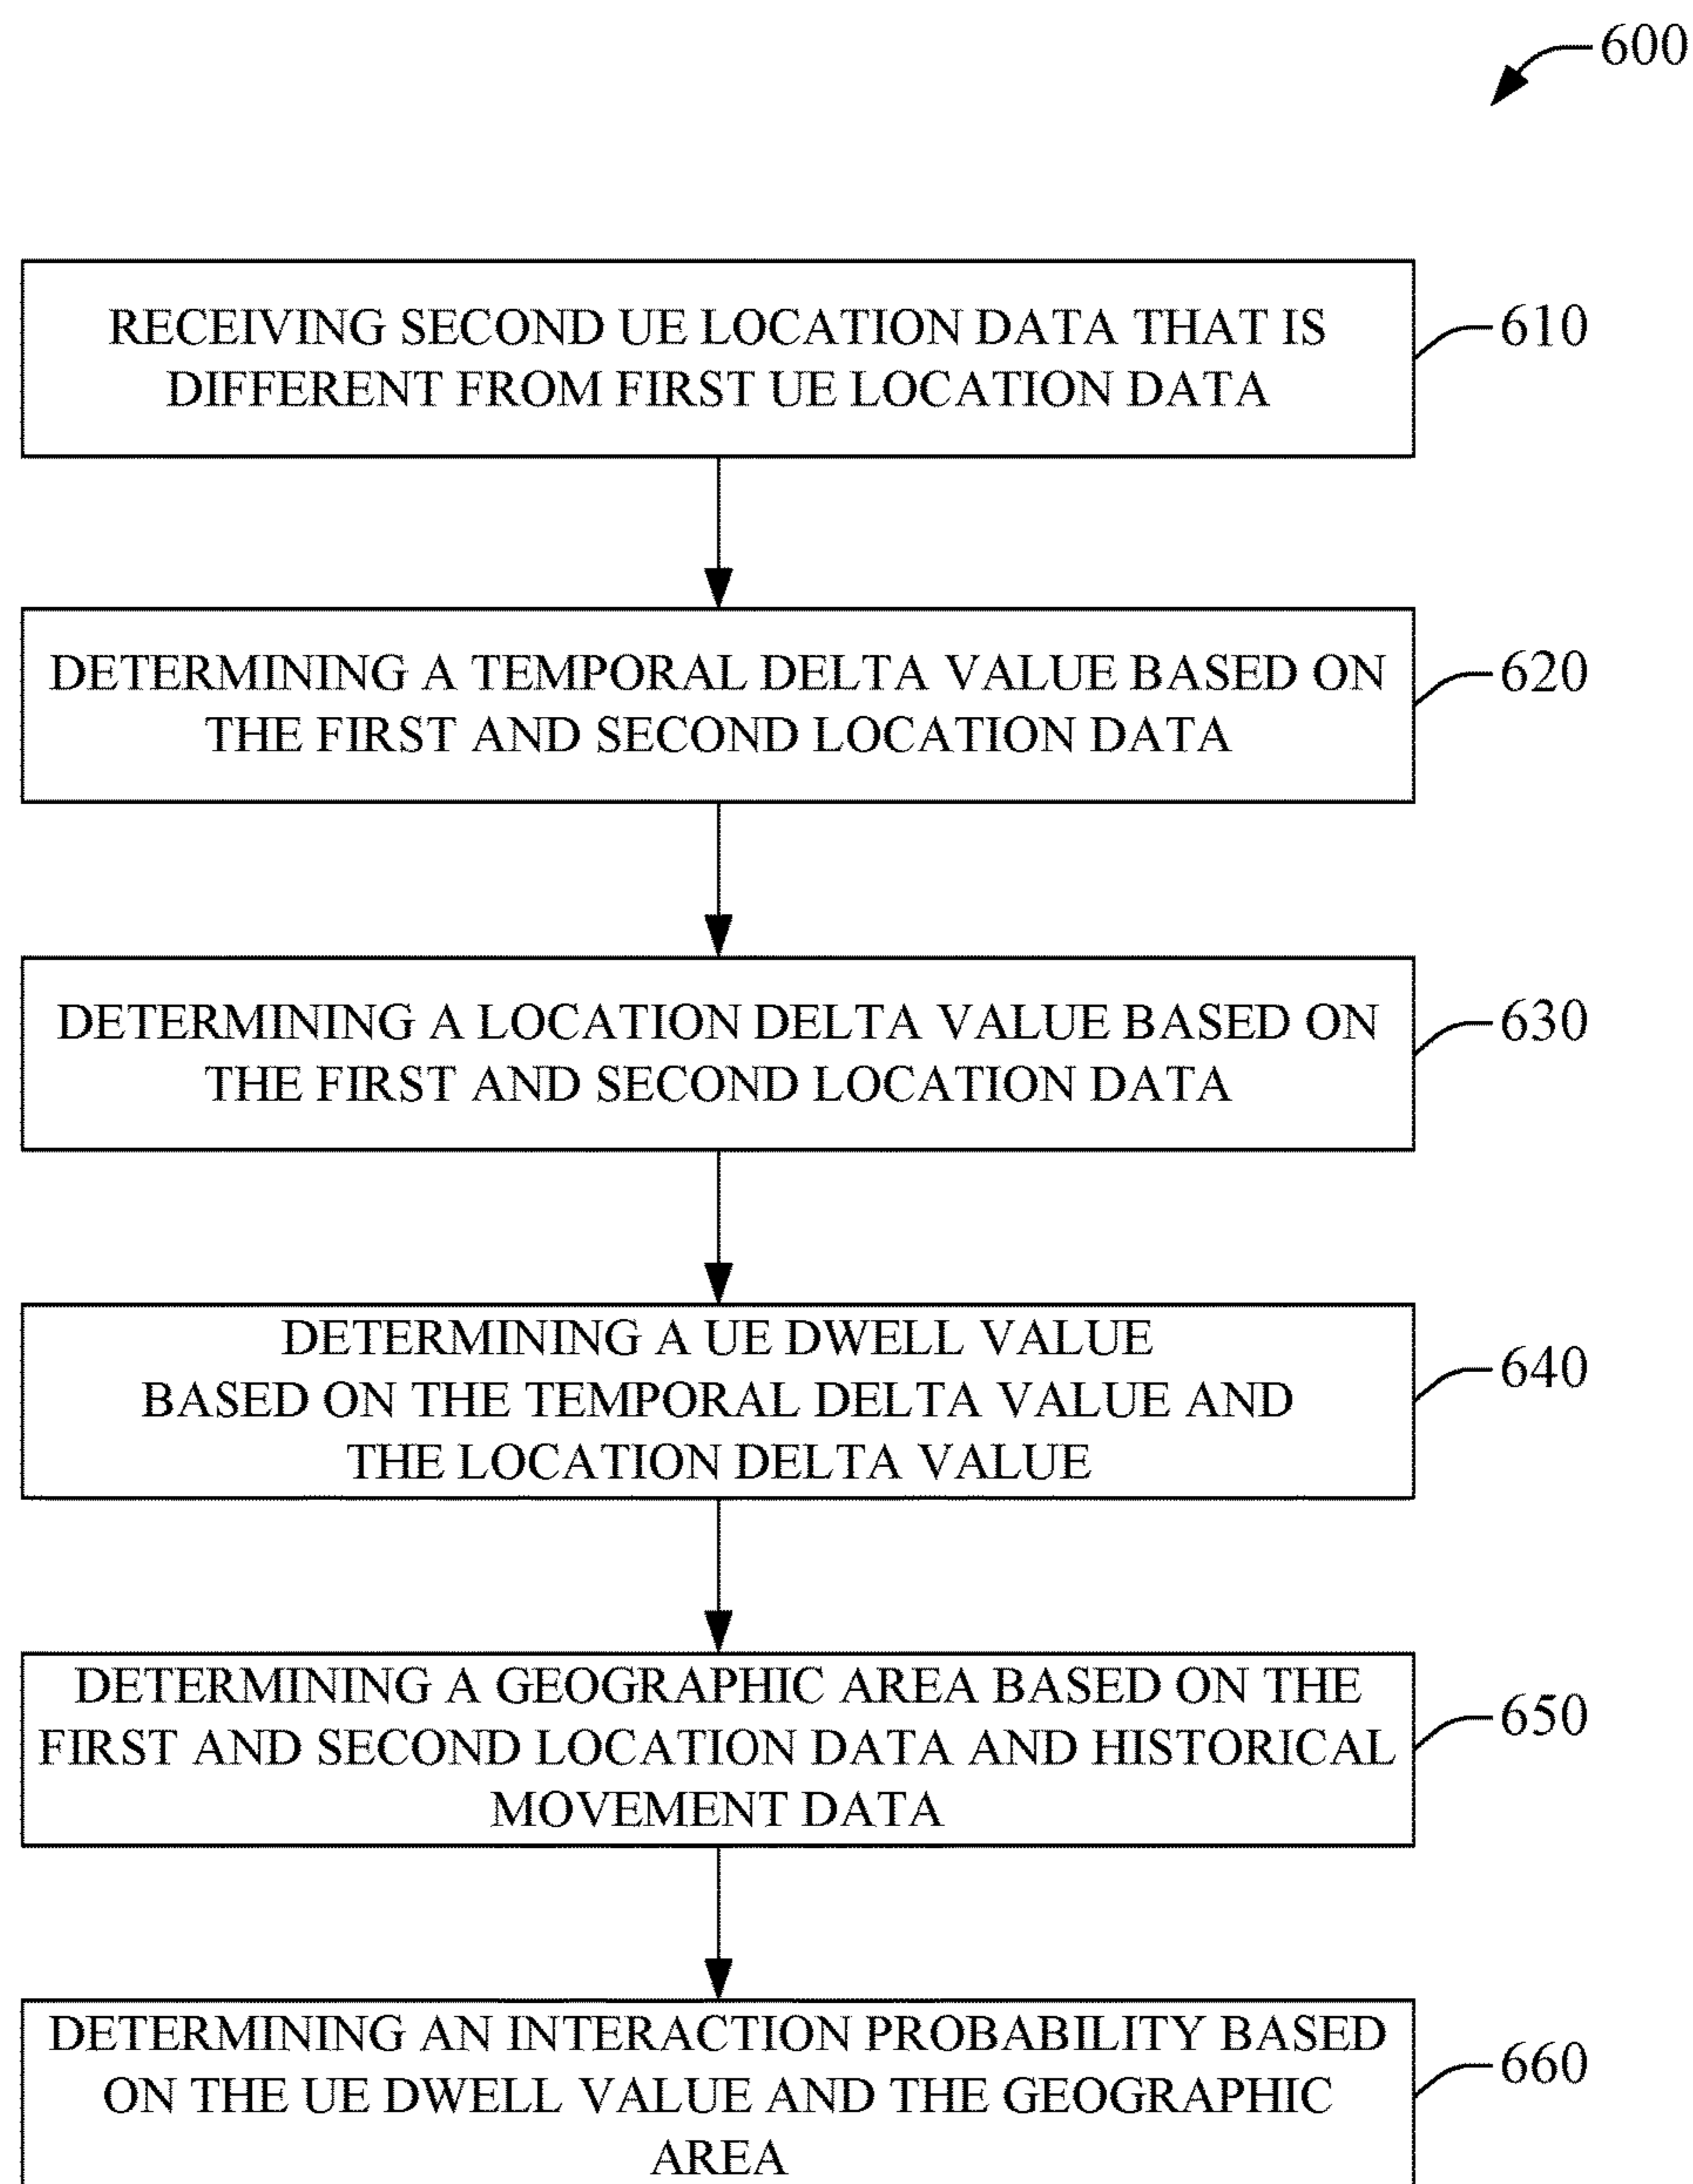 600
RECEIVING SECOND UE LOCATION DATA THAT IS
DIFFERENT FROM FIRST UE LOCATION DATA
610
DETERMINING A TEMPORAL DELTA VALUE BASED ON
THE FIRST AND SECOND LOCATION DATA
620
DETERMINING A LOCATION DELTA VALUE BASED ON
THE FIRST AND SECOND LOCATION DATA
630
DETERMINING A UE DWELL VALUE
BASED ON THE TEMPORAL DELTA VALUE AND
THE LOCATION DELTA VALUE
640
DETERMINING A GEOGRAPHIC AREA BASED ON THE
FIRST AND SECOND LOCATION DATA AND HISTORICAL
MOVEMENT DATA
650
DETERMINING AN INTERACTION PROBABILITY BASED
ON THE UE DWELL VALUE AND THE GEOGRAPHIC
AREA
660